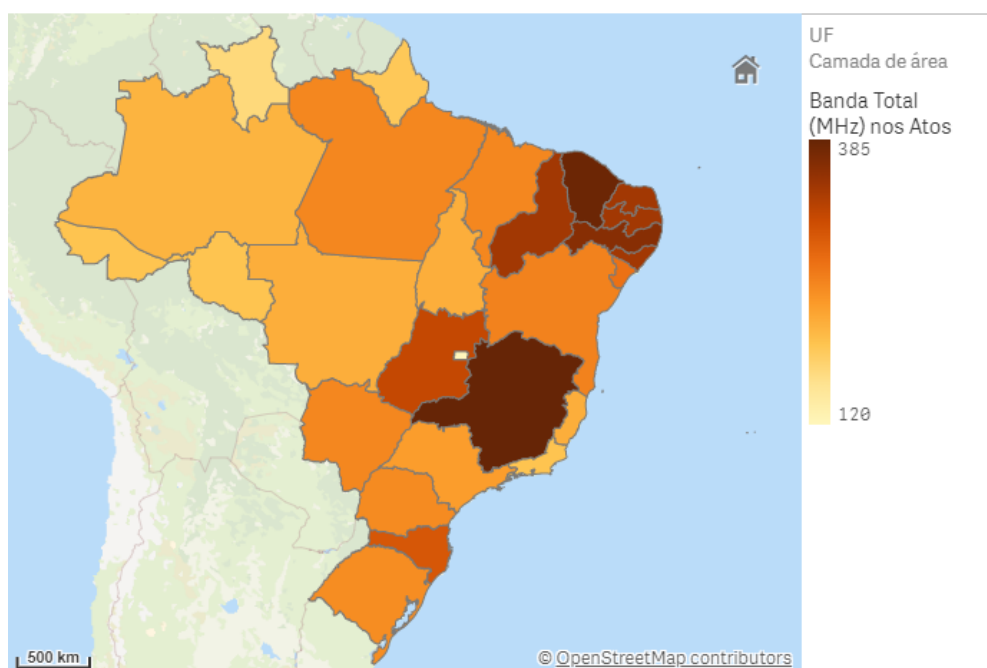 UF
Camada de área
Banda Total
(MHz) nos Atos
385
120
500 km
© OpenStreetMap contributors